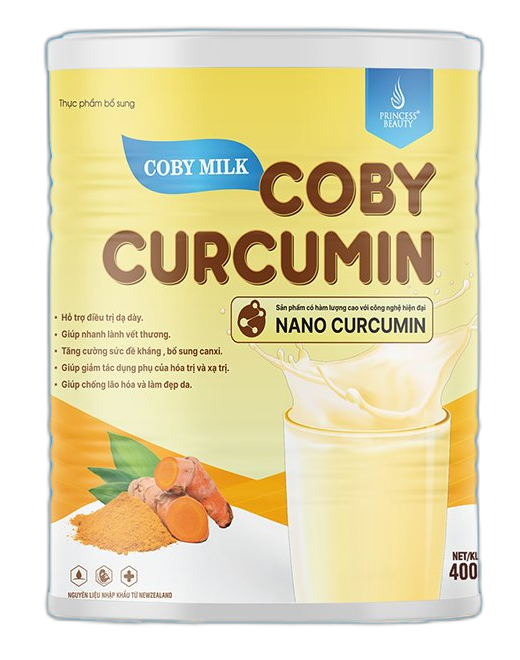 Thực phẩm bổ sung
PRINCESS®
BEAUTY
COBY MILK
COBY
CURCUMIN
Sản phẩm có hàm lượng cao với công nghệ hiện đại
NANO CURCUMIN
• Hỗ trợ điều trị dạ dày.
• Giúp nhanh lành vết thương.
• Tăng cường sức đề kháng , bổ sung canxi.
• Giúp giảm tác dụng phụ của hóa trị và xạ trị.
• Giúp chống lão hóa và làm đẹp da.
NET/KL
400
NGUYÊN LIỆU NHẬP KHẨU TỪ NEWZEALAND